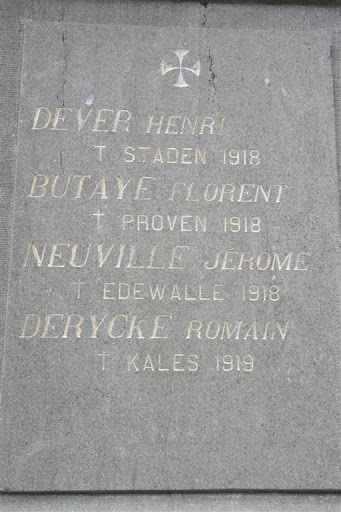 DEVER HENRI
† STADEN 1918
BUTAYE FLORENT
† PROVEN 1918
NEUVILLE JÉROME
† EDEWALLE 1918
DERYCKE ROMAIN
† KALES 1919